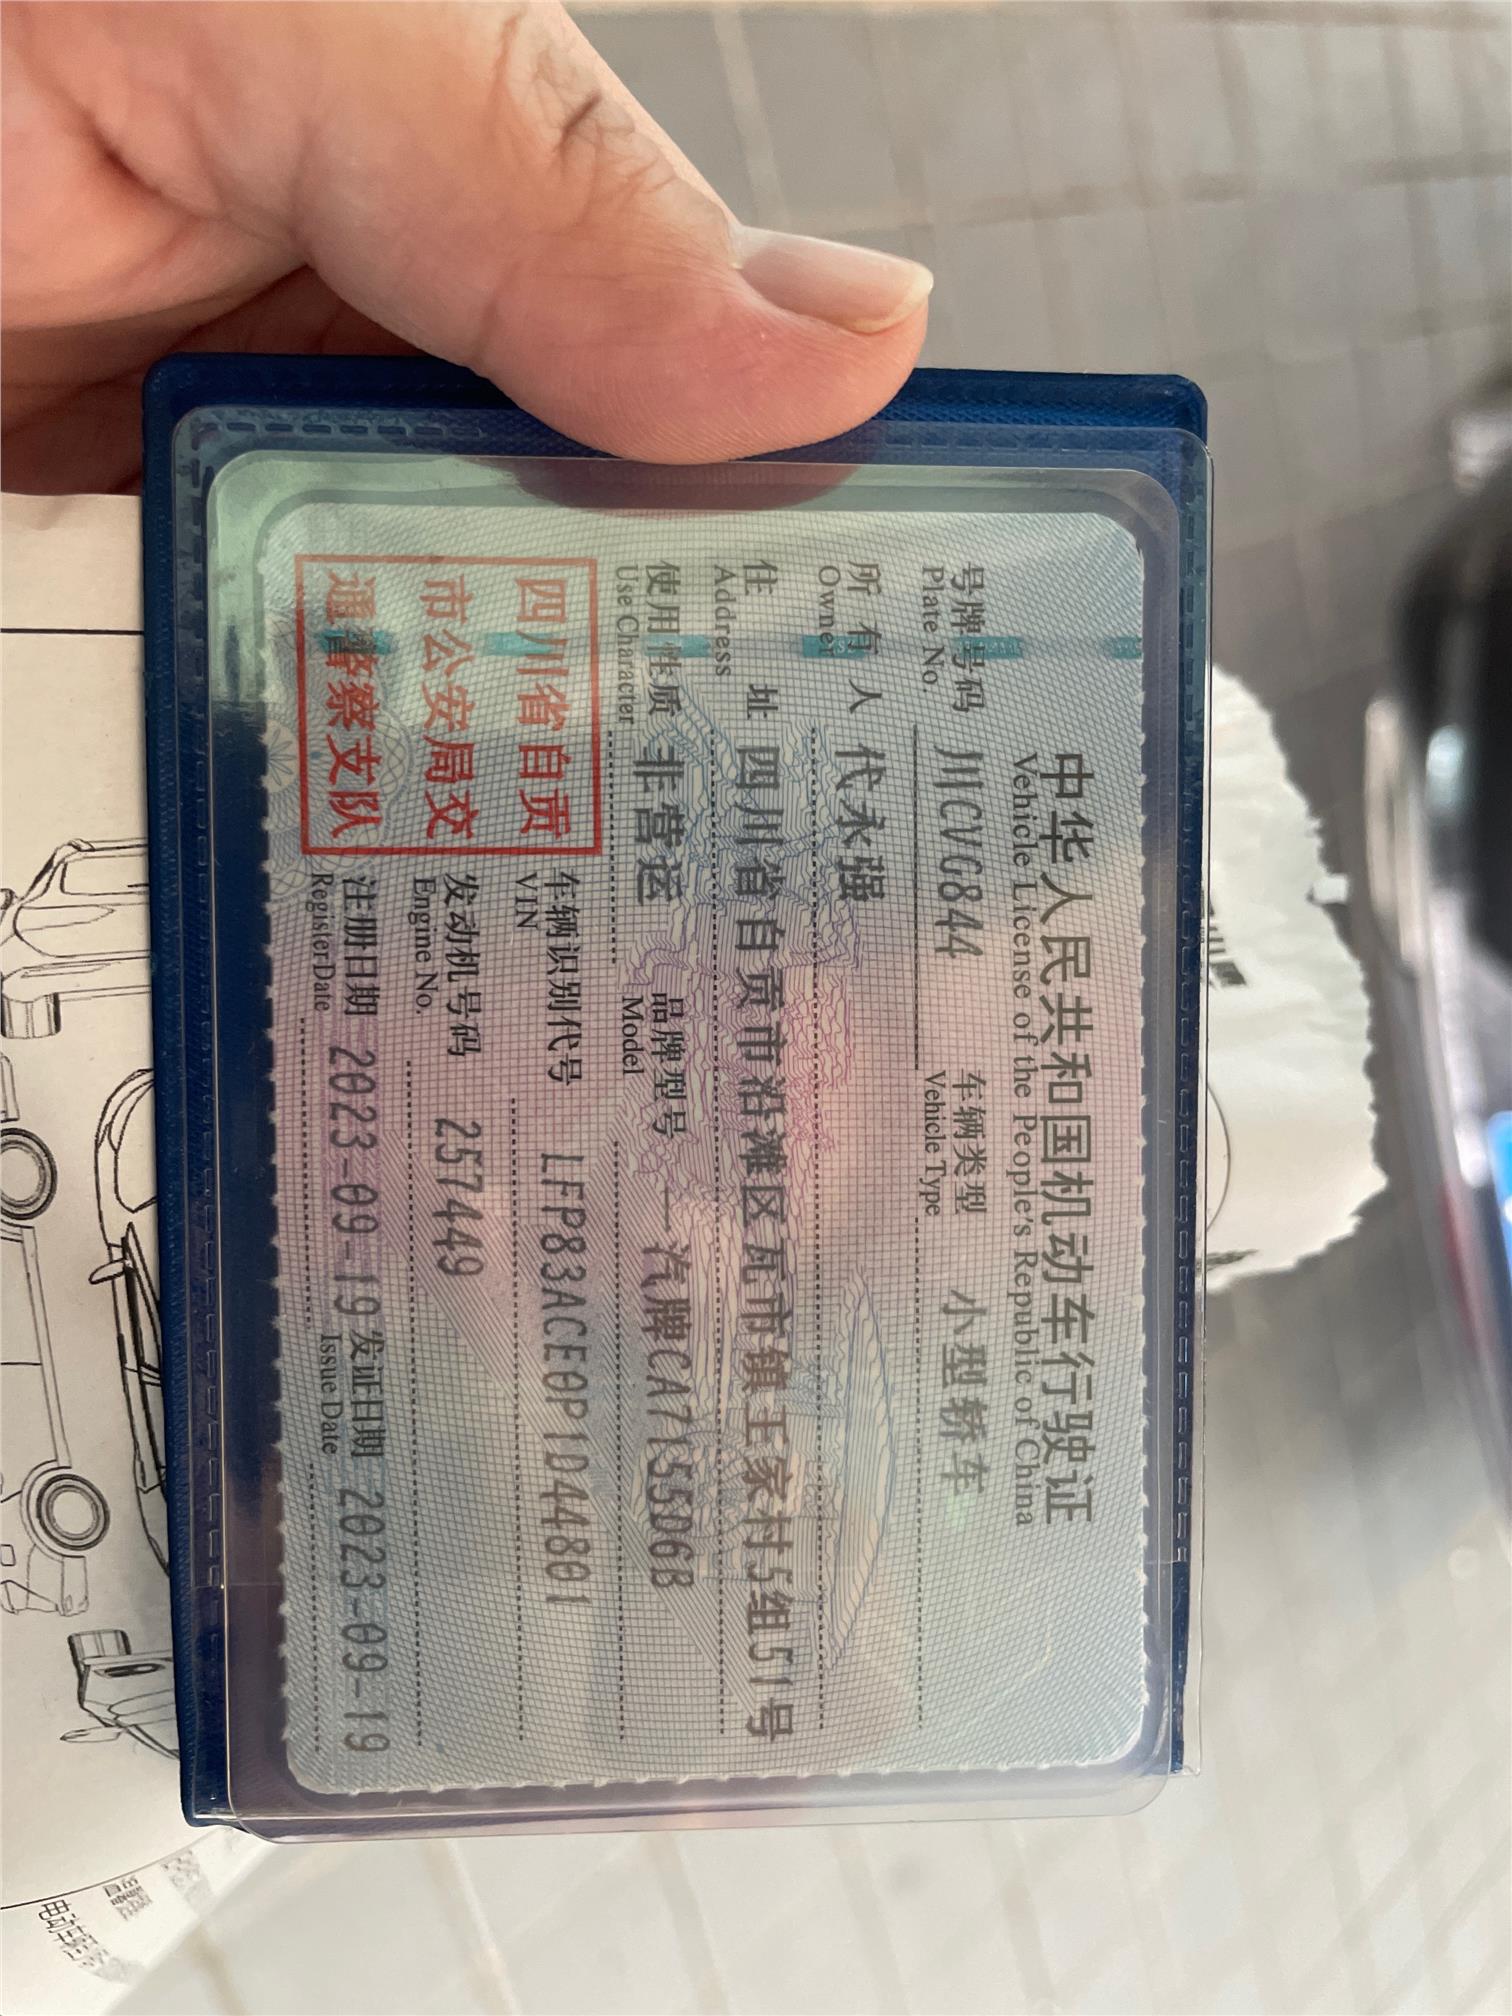 中华人民共和国机动车行驶证
Vehicle License of the People's Republic of China
号牌号码 川CVG844 车辆类型 小型轿车
Plate No. Vehicle Type
所有人 代永强
Owner
住址 四川省自贡市沿滩区瓦市镇王家村5组51号
Address
使用性质 非营运 品牌型号 一汽牌CA7155D6B
Use Character Model
四川省自贡
市公安局交
通警察支队
车辆识别代号 LFP83ACE0P1D44801
VIN
发动机号码 257449
Engine No.
注册日期 2023-09-19 发证日期 2023-09-19
Register Date Issue Date